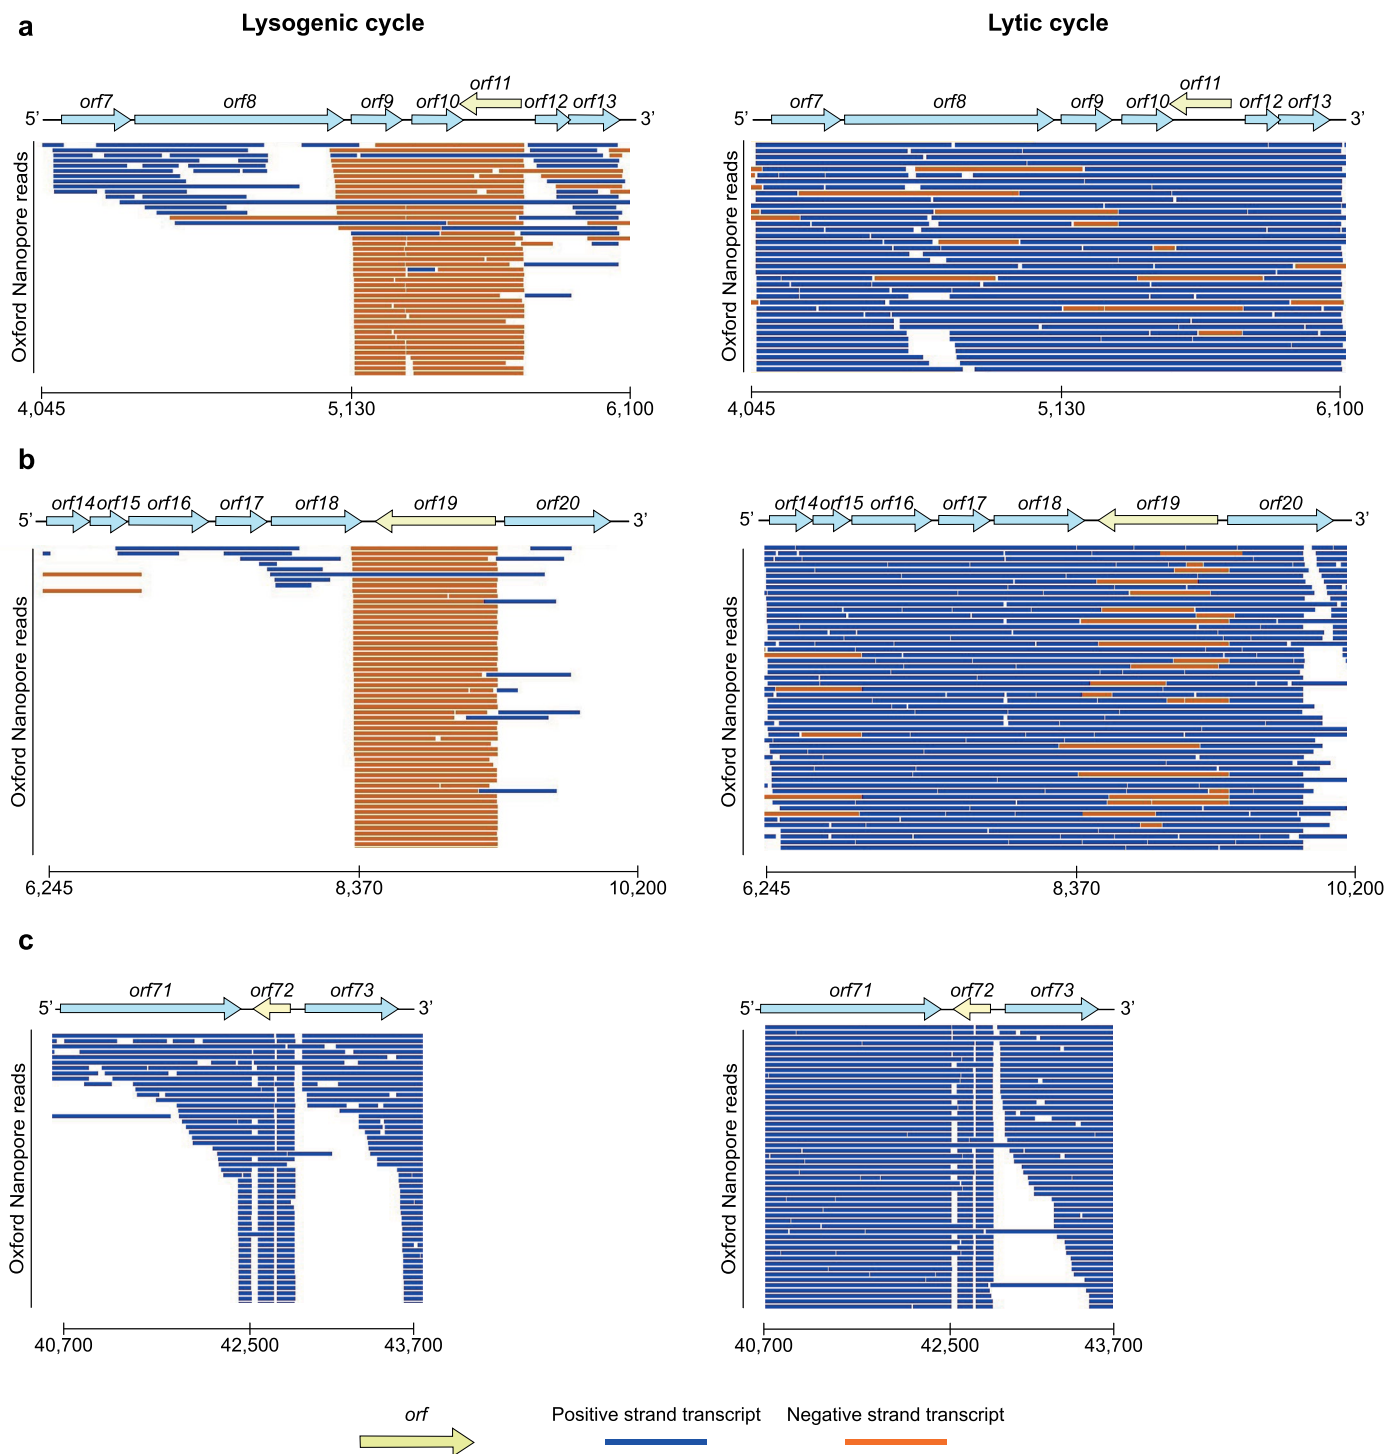 a
Lysogenic cycle
Lytic cycle
orf11
orf7 orf8 orf9 orf10 orf12 orf13
5’ 3’
Oxford Nanopore reads
4,045 5,130 6,100
orf11
orf7 orf8 orf9 orf10 orf12 orf13
5’ 3’
Oxford Nanopore reads
4,045 5,130 6,100
b
orf14 orf15 orf16 orf17 orf18 orf19 orf20
5’ 3’
Oxford Nanopore reads
6,245 8,370 10,200
orf14 orf15 orf16 orf17 orf18 orf19 orf20
5’ 3’
Oxford Nanopore reads
6,245 8,370 10,200
c
orf71 orf72 orf73
5’ 3’
Oxford Nanopore reads
40,700 42,500 43,700
orf71 orf72 orf73
5’ 3’
Oxford Nanopore reads
40,700 42,500 43,700
orf Positive strand transcript Negative strand transcript